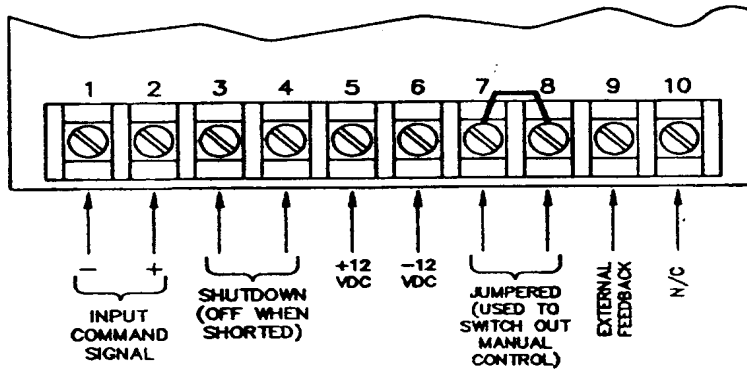 1 2 3 4 5 6 7 8 9 10
− +
INPUT
COMMAND
SIGNAL
SHUTDOWN
(OFF WHEN
SHORTED)
+12
VDC
−12
VDC
JUMPERED
(USED TO
SWITCH OUT
MANUAL
CONTROL)
EXTERNAL
FEEDBACK
N/C